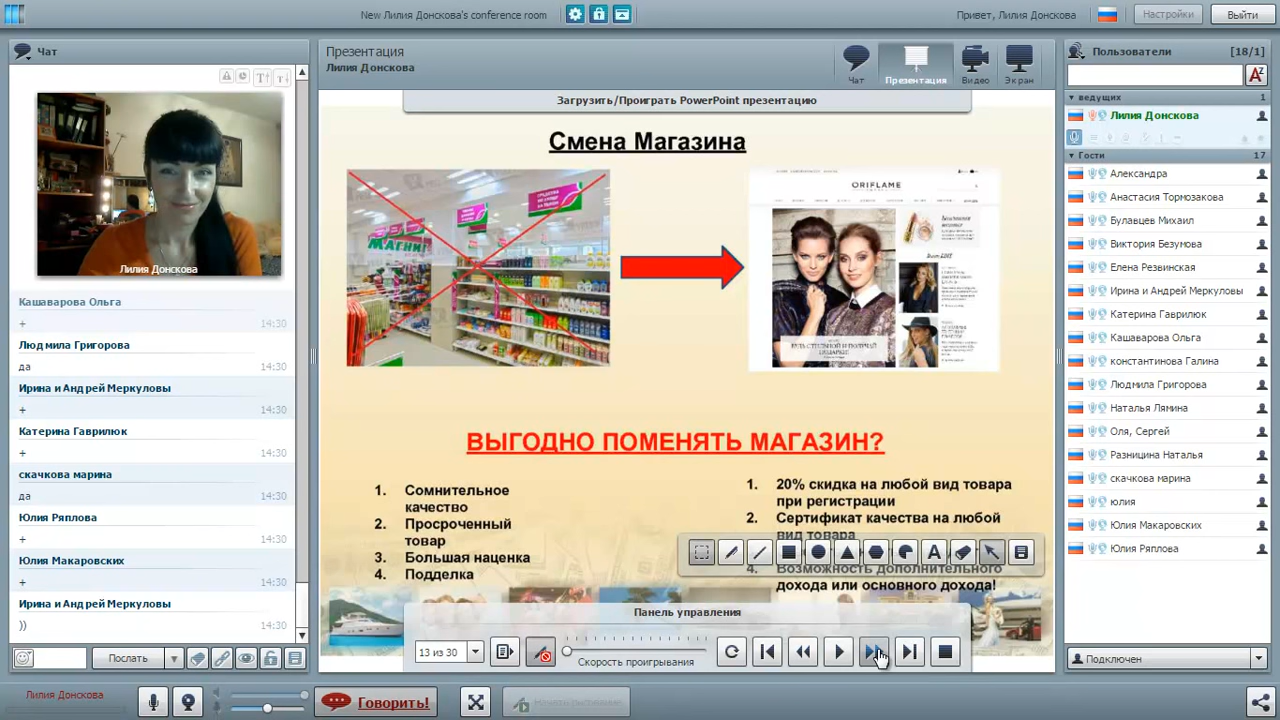 New Лилия Донскова's conference room
Привет, Лилия Донскова
Настройки
Выйти
Чат
T↑ T↓
Лилия Донскова
Кашаварова Ольга
+ 14:30
Людмила Григорова
да 14:30
Ирина и Андрей Меркуловы
+ 14:30
Катерина Гаврилюк
+ 14:30
скачкова марина
да 14:30
Юлия Ряплова
+ 14:30
Юлия Макаровских
+ 14:30
Ирина и Андрей Меркуловы
)) 14:30
Послать
Презентация
Лилия Донскова
Чат
Презентация
Видео
Экран
Загрузить/Проиграть PowerPoint презентацию
Смена Магазина
МАГНИТ
ORIFLAME
ВЫГОДНО ПОМЕНЯТЬ МАГАЗИН?
1. Сомнительное
качество
2. Просроченный
товар
3. Большая наценка
4. Подделка
1. 20% скидка на любой вид товара
при регистрации
2. Сертификат качества на любой
вид товара
Возможность дополнительного
дохода или основного дохода!
A
Панель управления
13 из 30
Скорость проигрывания
Пользователи
[18/1]
AZ
ведущих 1
Лилия Донскова
Гости 17
Александра
Анастасия Тормозакова
Булавцев Михаил
Виктория Безунова
Елена Резвинская
Ирина и Андрей Меркуловы
Катерина Гаврилюк
Кашаварова Ольга
константинова Галина
Людмила Григорова
Наталья Лямина
Оля, Сергей
Разницина Наталья
скачкова марина
юлия
Юлия Макаровских
Юлия Ряплова
Подключен
Лилия Донскова
Говорить!